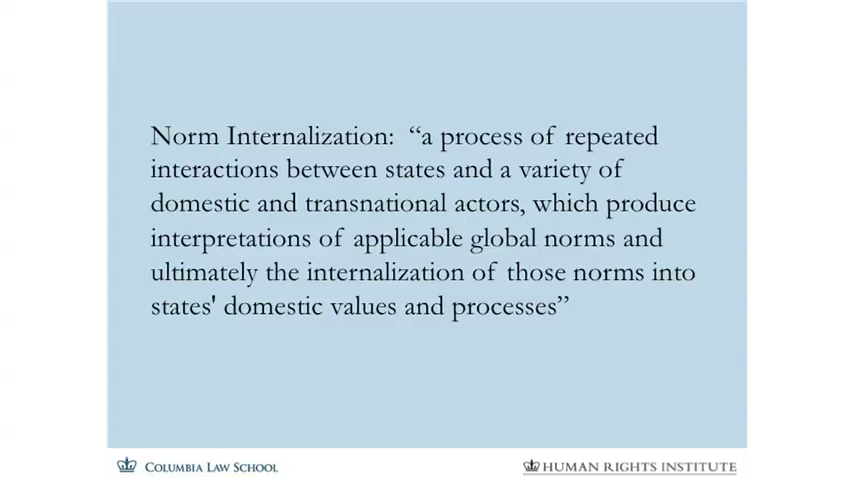 Norm Internalization:  “a process of repeated
interactions between states and a variety of
domestic and transnational actors, which produce
interpretations of applicable global norms and
ultimately the internalization of those norms into
states' domestic values and processes”
COLUMBIA LAW SCHOOL
HUMAN RIGHTS INSTITUTE